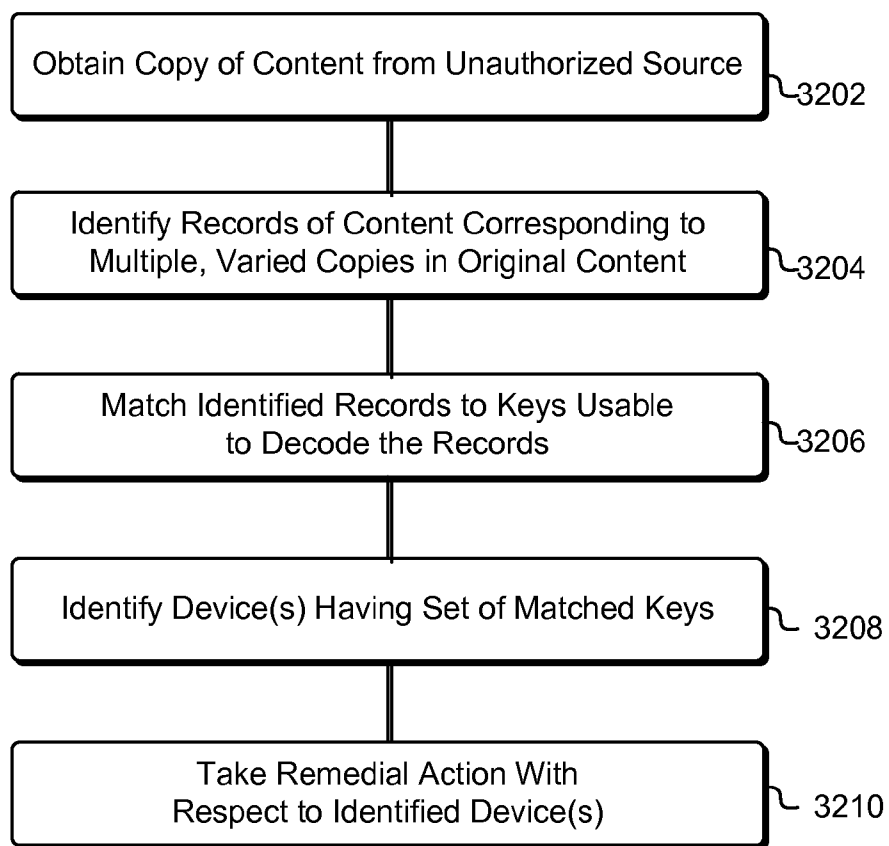 Obtain Copy of Content from Unauthorized Source
3202
Identify Records of Content Corresponding to
Multiple, Varied Copies in Original Content
3204
Match Identified Records to Keys Usable
to Decode the Records
3206
Identify Device(s) Having Set of Matched Keys
3208
Take Remedial Action With
Respect to Identified Device(s)
3210